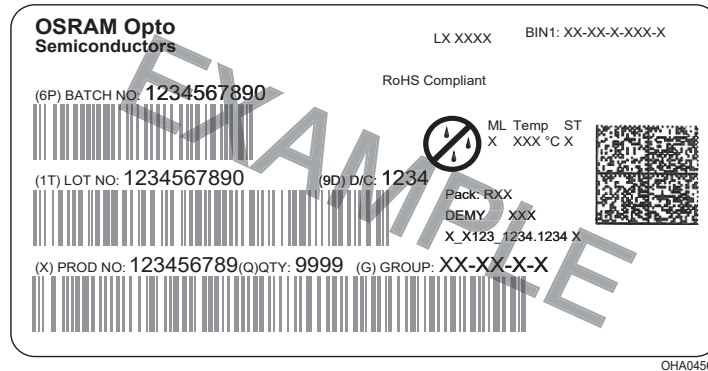 OSRAM Opto
Semiconductors
LX XXXX
BIN1: XX-XX-X-XXX-X
RoHS Compliant
(6P) BATCH NO: 1234567890
ML Temp ST
X XXX °C X
(1T) LOT NO: 1234567890
(9D) D/C: 1234
Pack: RXX
DEMY XXX
X_X123_1234.1234 X
(X) PROD NO: 123456789(Q)QTY: 9999 (G) GROUP: XX-XX-X-X
EXAMPLE